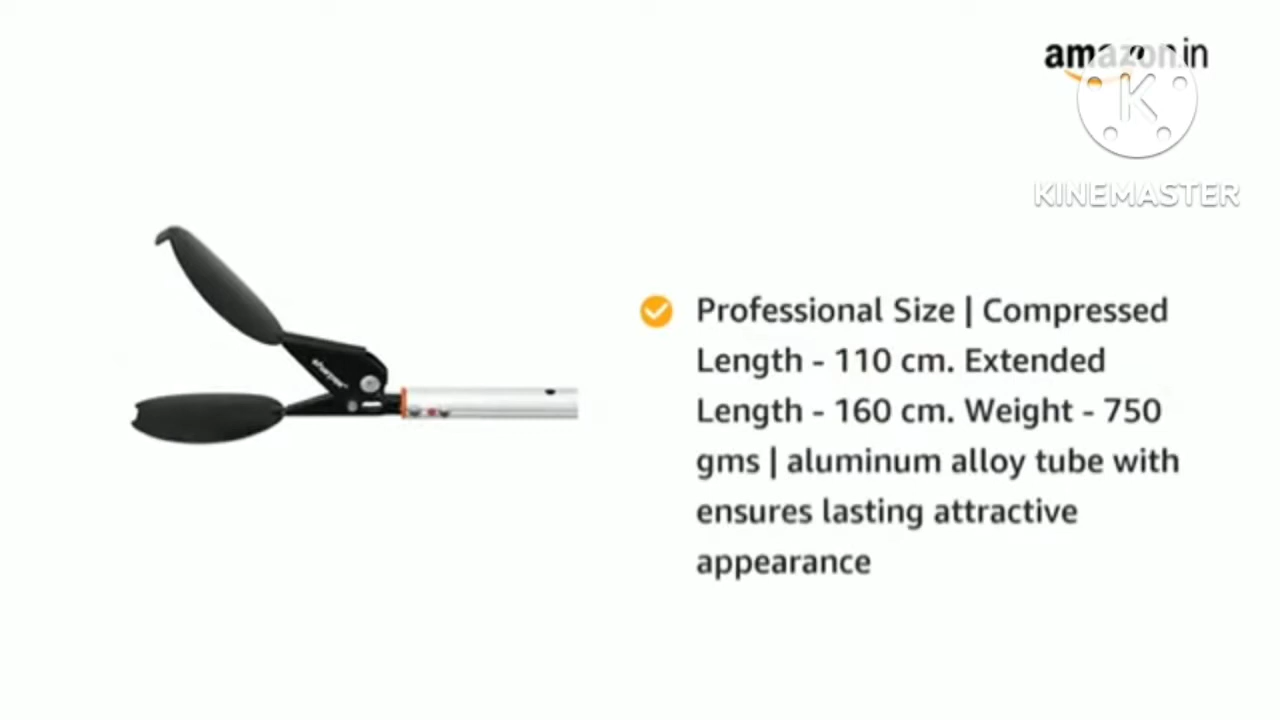 amazon.in
K
KINEMASTER
sharpex
Professional Size | Compressed
Length - 110 cm. Extended
Length - 160 cm. Weight - 750
gms | aluminum alloy tube with
ensures lasting attractive
appearance